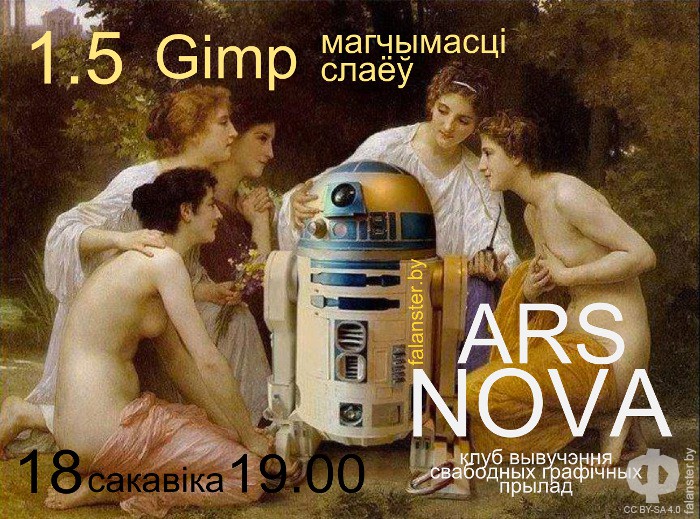 1.5 Gimp
магчымасці
слаёў
falanster.by
ARS
NOVA
клуб вывучэння
свабодных графічных
прылад
18 сакавіка 19.00
Ф
falanster.by
CC BY-SA 4.0